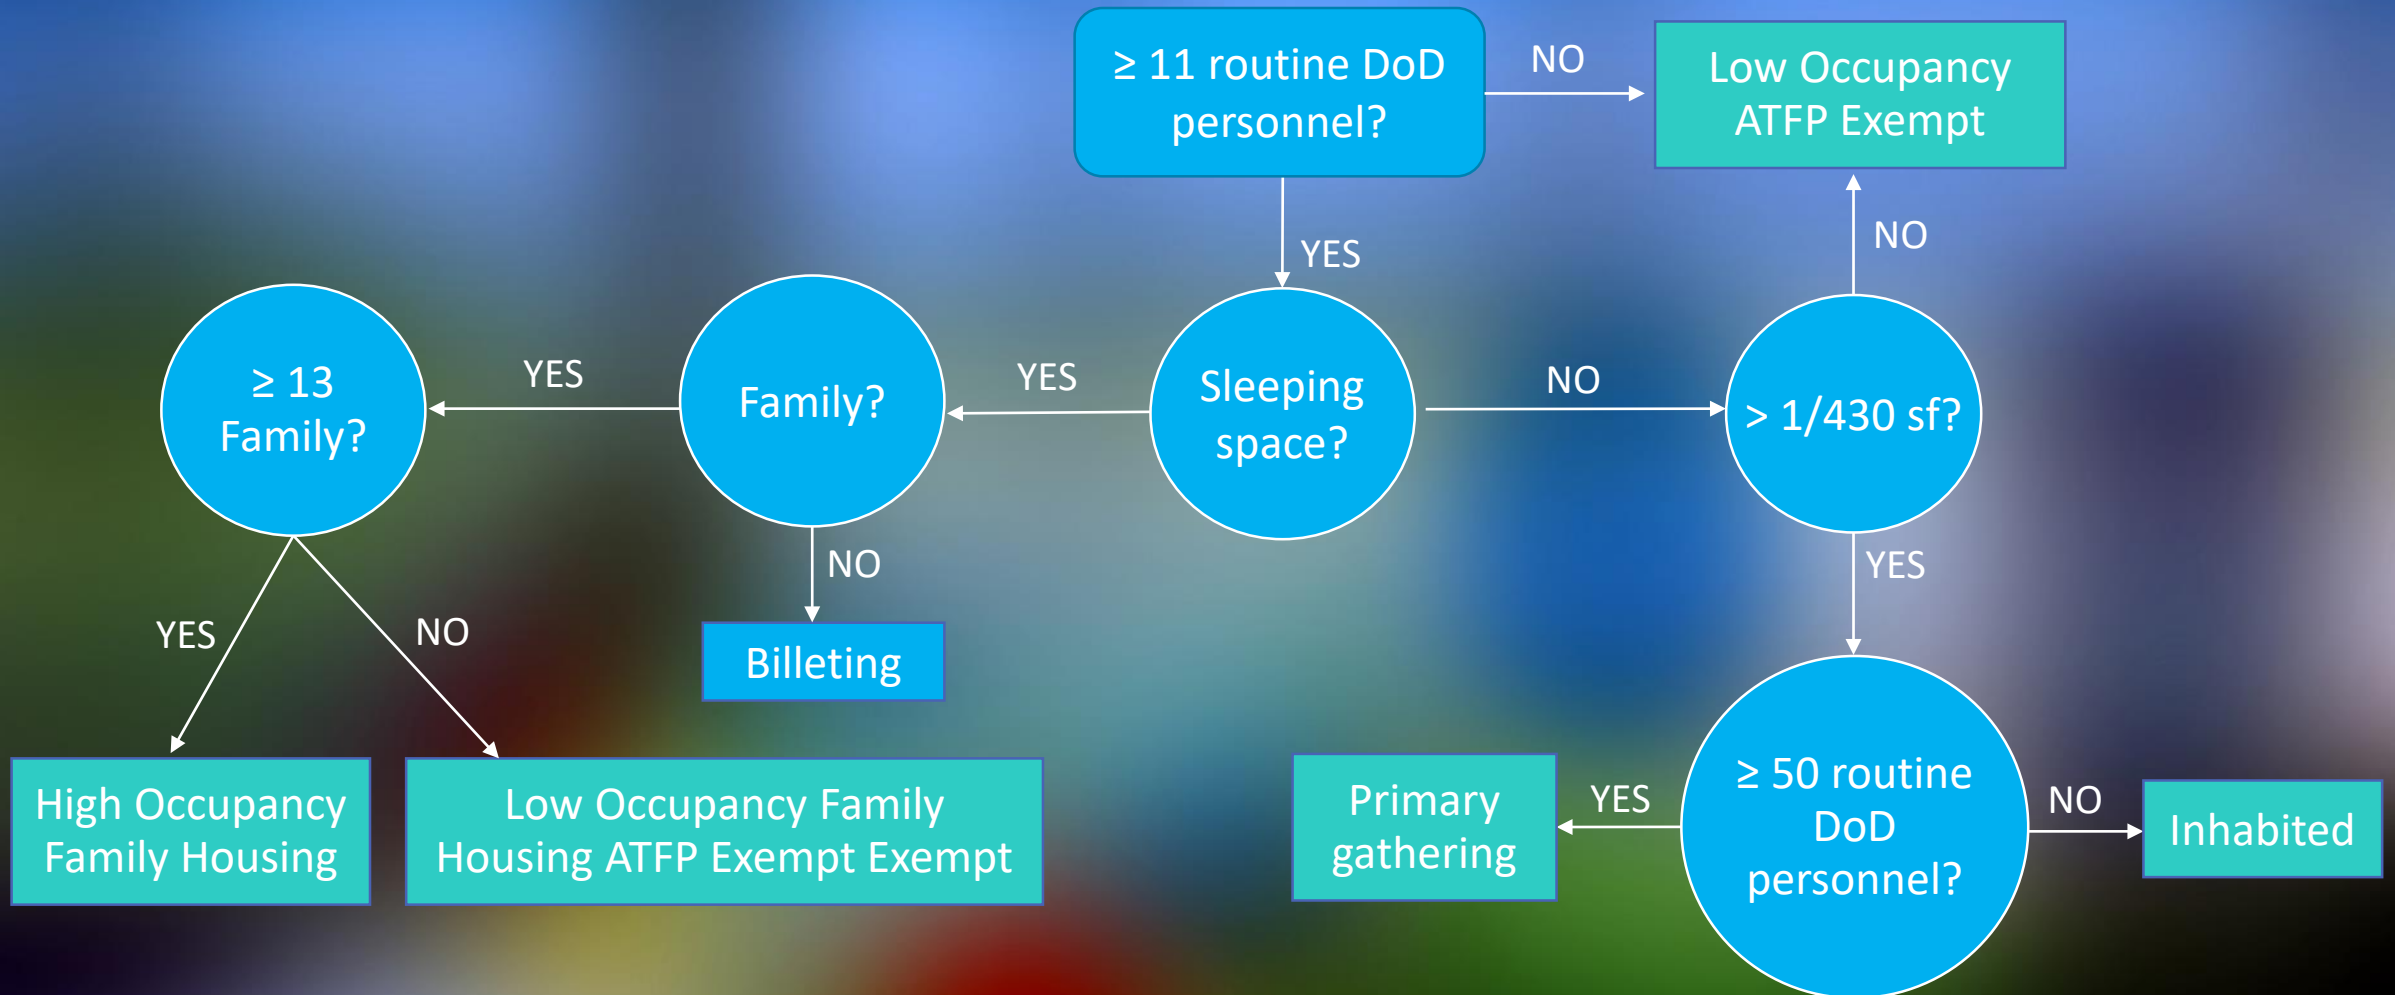 ≥ 11 routine DoD
personnel?
NO
Low Occupancy
ATFP Exempt
YES
NO
≥ 13
Family?
YES
Family?
YES
Sleeping
space?
NO
> 1/430 sf?
YES
NO
NO
YES
Billeting
High Occupancy
Family Housing
Low Occupancy Family
Housing ATFP Exempt Exempt
Primary
gathering
YES
≥ 50 routine
DoD
personnel?
NO
Inhabited